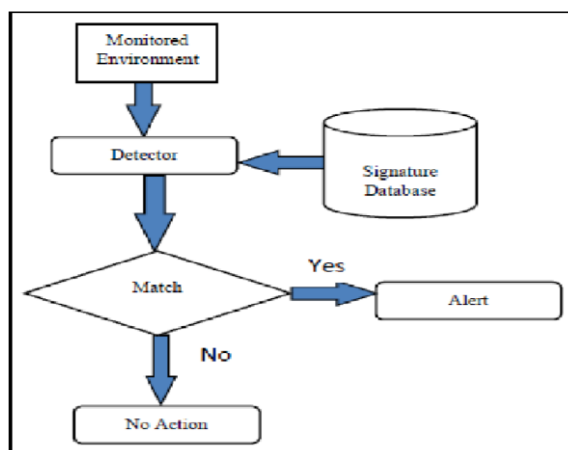 Monitored
Environment
Detector
Signature
Database
Match
Yes
Alert
No
No Action